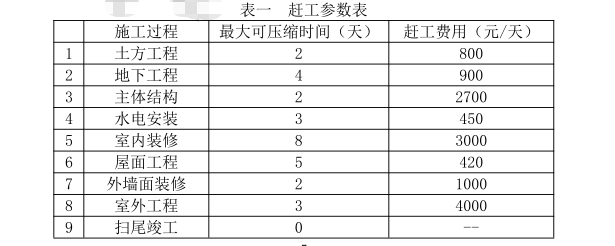 表一 赶工参数表
施工过程 最大可压缩时间（天） 赶工费用（元/天）
1 土方工程 2 800
2 地下工程 4 900
3 主体结构 2 2700
4 水电安装 3 450
5 室内装修 8 3000
6 屋面工程 5 420
7 外墙面装修 2 1000
8 室外工程 3 4000
9 扫尾竣工 0 --